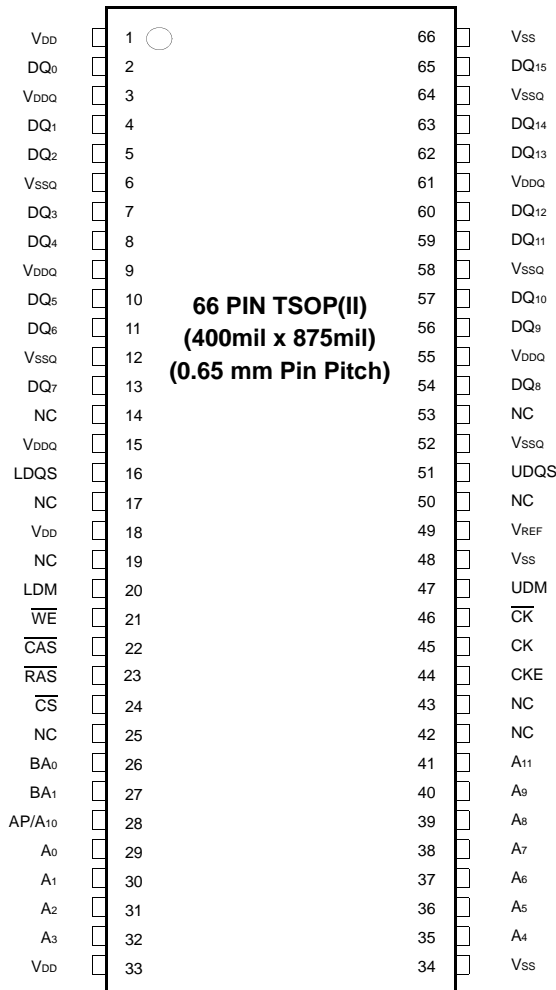 VDD 1 66 VSS
DQ0 2 65 DQ15
VDDQ 3 64 VSSQ
DQ1 4 63 DQ14
DQ2 5 62 DQ13
VSSQ 6 61 VDDQ
DQ3 7 60 DQ12
DQ4 8 59 DQ11
VDDQ 9 58 VSSQ
DQ5 10 57 DQ10
DQ6 11 56 DQ9
VSSQ 12 55 VDDQ
DQ7 13 54 DQ8
NC 14 53 NC
VDDQ 15 52 VSSQ
LDQS 16 51 UDQS
NC 17 50 NC
VDD 18 49 VREF
NC 19 48 VSS
LDM 20 47 UDM
W̅E̅ 21 46 C̅K̅
C̅A̅S̅ 22 45 CK
R̅A̅S̅ 23 44 CKE
C̅S̅ 24 43 NC
NC 25 42 NC
BA0 26 41 A11
BA1 27 40 A9
AP/A10 28 39 A8
A0 29 38 A7
A1 30 37 A6
A2 31 36 A5
A3 32 35 A4
VDD 33 34 VSS
66 PIN TSOP(II)
(400mil x 875mil)
(0.65 mm Pin Pitch)